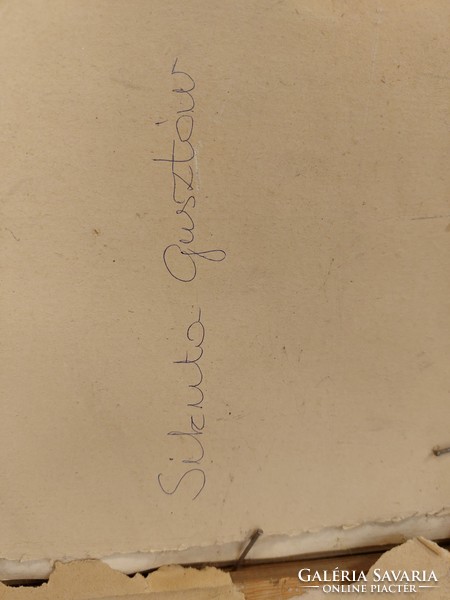 Sikuta Gusztáv
GALÉRIA SAVARIA
ONLINE PIACTÉR